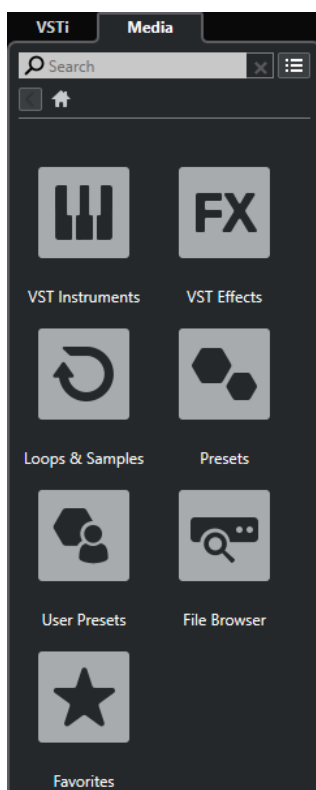 VSTi Media
Search
VST Instruments
FX
VST Effects
Loops & Samples
Presets
User Presets
File Browser
Favorites